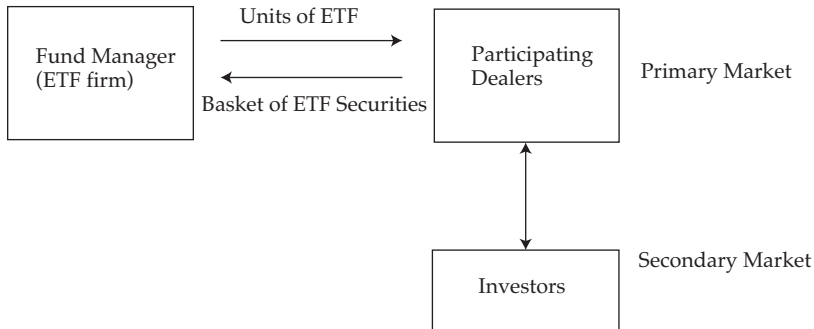 Units of ETF
Fund Manager
(ETF firm)
Participating
Dealers
Primary Market
Basket of ETF Securities
Secondary Market
Investors